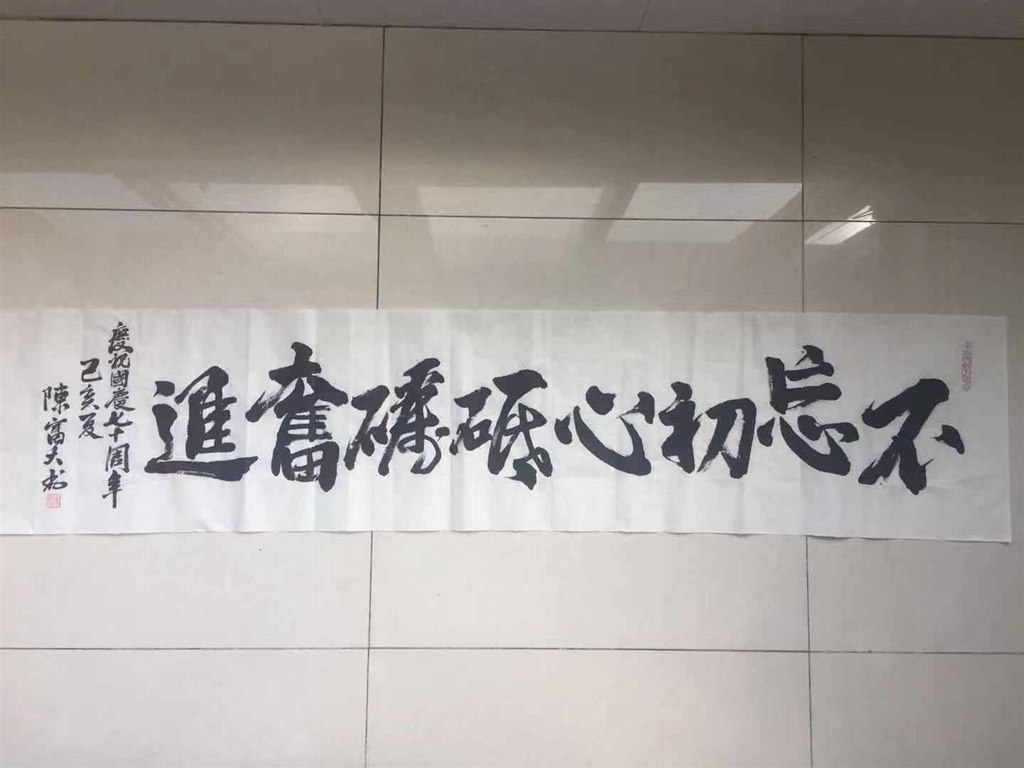 不忘初心砥礪奮進
慶祝國慶七十周年
己亥夏
陳富大书